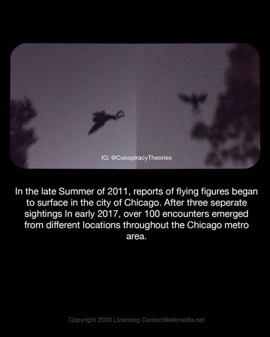 IG: @ConspiracyTheories
In the late Summer of 2011, reports of flying figures began
to surface in the city of Chicago. After three seperate
sightings In early 2017, over 100 encounters emerged
from different locations throughout the Chicago metro
area.
Copyright 2020 Licensing Contact@elkmedia.net